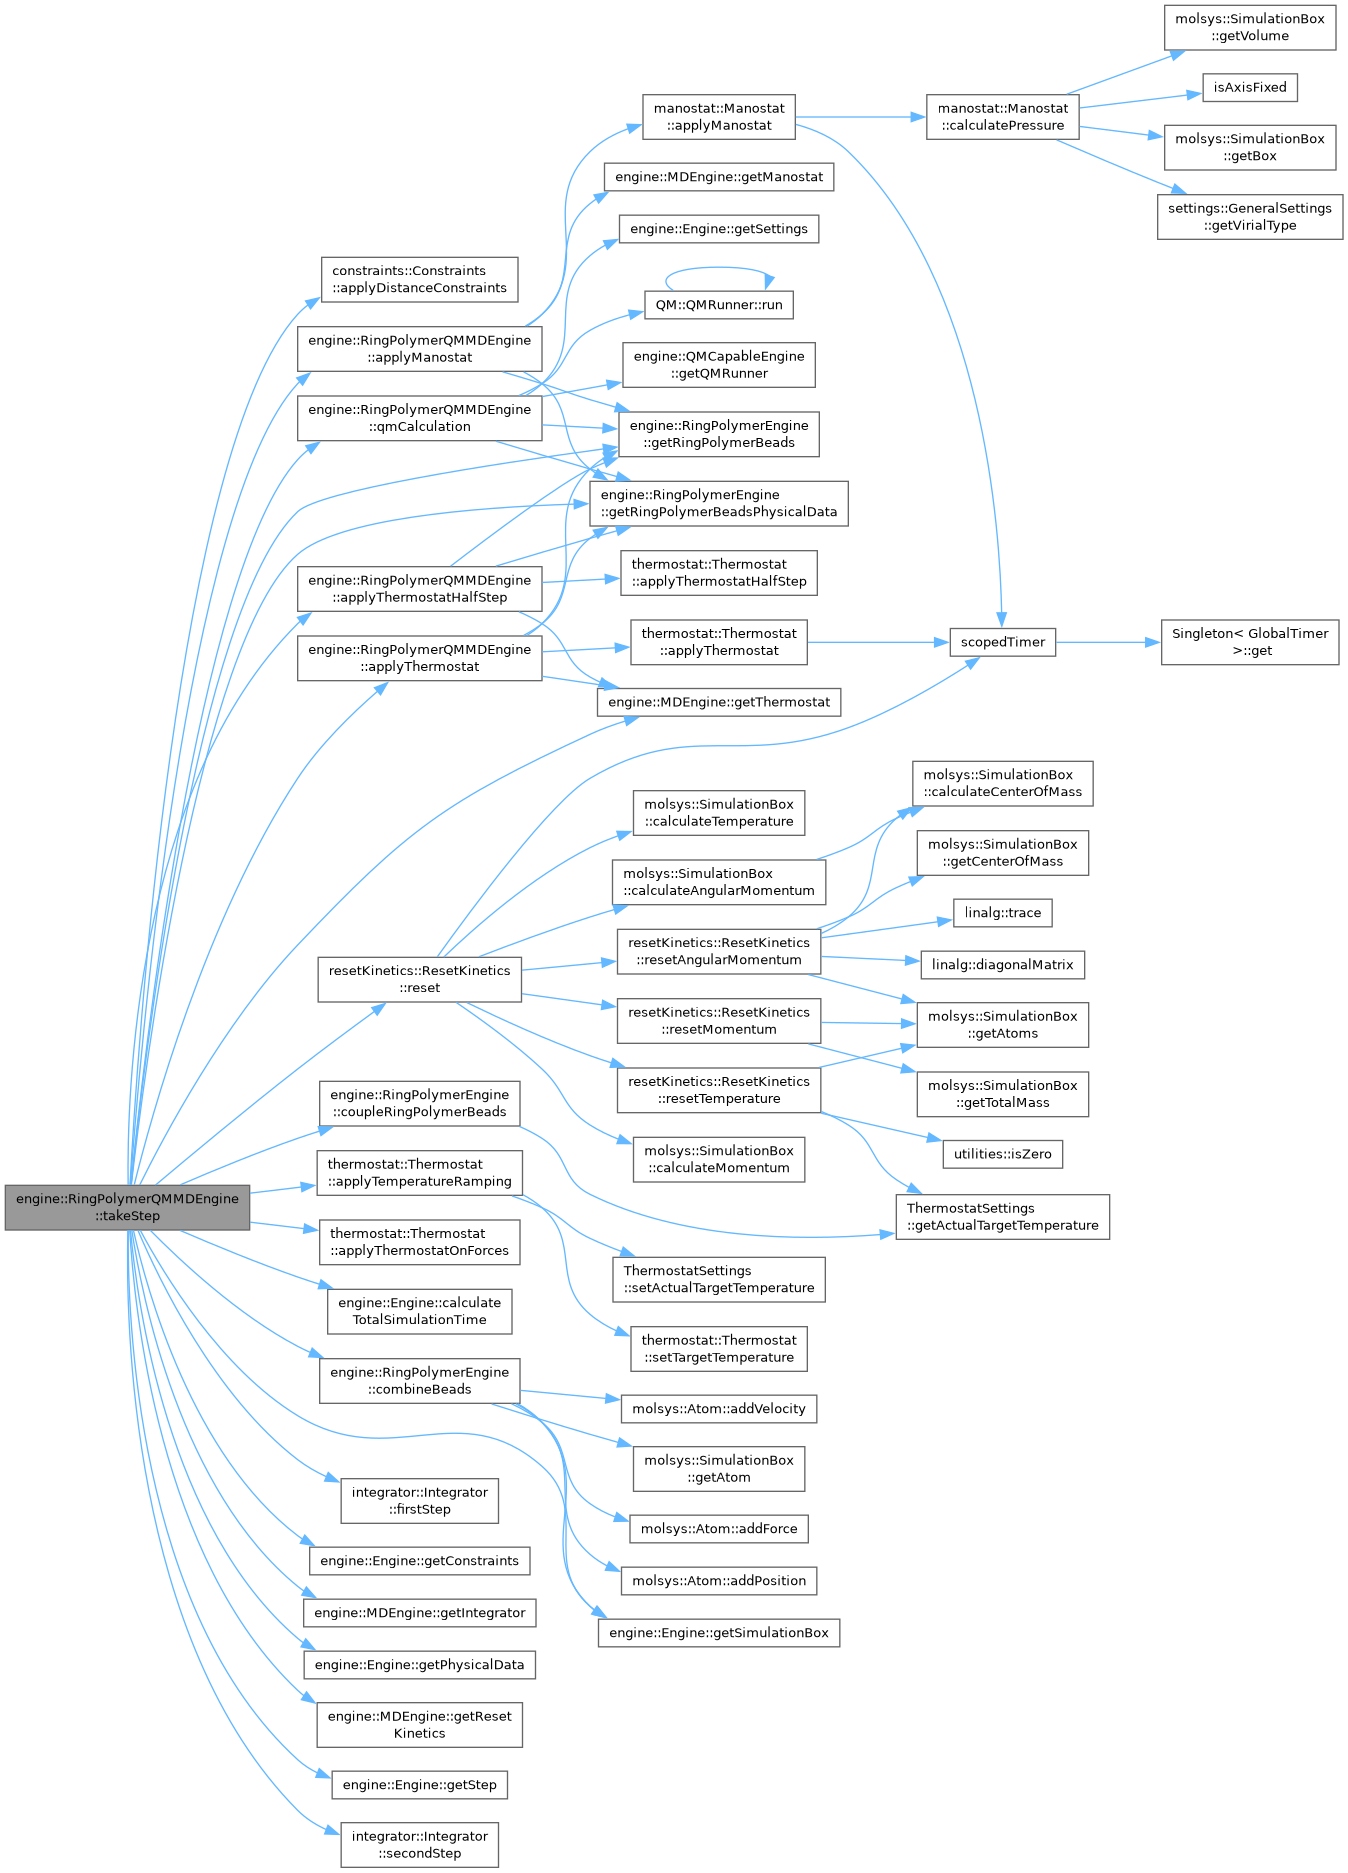 engine::RingPolymerQMMDEngine
::takeStep
constraints::Constraints
::applyDistanceConstraints
engine::RingPolymerQMMDEngine
::applyManostat
engine::RingPolymerQMMDEngine
::qmCalculation
engine::RingPolymerQMMDEngine
::applyThermostatHalfStep
engine::RingPolymerQMMDEngine
::applyThermostat
resetKinetics::ResetKinetics
::reset
engine::RingPolymerEngine
::coupleRingPolymerBeads
thermostat::Thermostat
::applyTemperatureRamping
thermostat::Thermostat
::applyThermostatOnForces
engine::Engine::calculate
TotalSimulationTime
engine::RingPolymerEngine
::combineBeads
integrator::Integrator
::firstStep
engine::Engine::getConstraints
engine::MDEngine::getIntegrator
engine::Engine::getPhysicalData
engine::MDEngine::getReset
Kinetics
engine::Engine::getStep
integrator::Integrator
::secondStep
manostat::Manostat
::applyManostat
engine::MDEngine::getManostat
engine::Engine::getSettings
QM::QMRunner::run
engine::QMCapableEngine
::getQMRunner
engine::RingPolymerEngine
::getRingPolymerBeads
engine::RingPolymerEngine
::getRingPolymerBeadsPhysicalData
thermostat::Thermostat
::applyThermostatHalfStep
thermostat::Thermostat
::applyThermostat
engine::MDEngine::getThermostat
molsys::SimulationBox
::calculateTemperature
molsys::SimulationBox
::calculateAngularMomentum
resetKinetics::ResetKinetics
::resetAngularMomentum
resetKinetics::ResetKinetics
::resetMomentum
resetKinetics::ResetKinetics
::resetTemperature
molsys::SimulationBox
::calculateMomentum
ThermostatSettings
::setActualTargetTemperature
thermostat::Thermostat
::setTargetTemperature
molsys::Atom::addVelocity
molsys::SimulationBox
::getAtom
molsys::Atom::addForce
molsys::Atom::addPosition
engine::Engine::getSimulationBox
manostat::Manostat
::calculatePressure
scopedTimer
molsys::SimulationBox
::calculateCenterOfMass
molsys::SimulationBox
::getCenterOfMass
linalg::trace
linalg::diagonalMatrix
molsys::SimulationBox
::getAtoms
molsys::SimulationBox
::getTotalMass
utilities::isZero
ThermostatSettings
::getActualTargetTemperature
molsys::SimulationBox
::getVolume
isAxisFixed
molsys::SimulationBox
::getBox
settings::GeneralSettings
::getVirialType
Singleton< GlobalTimer
>::get